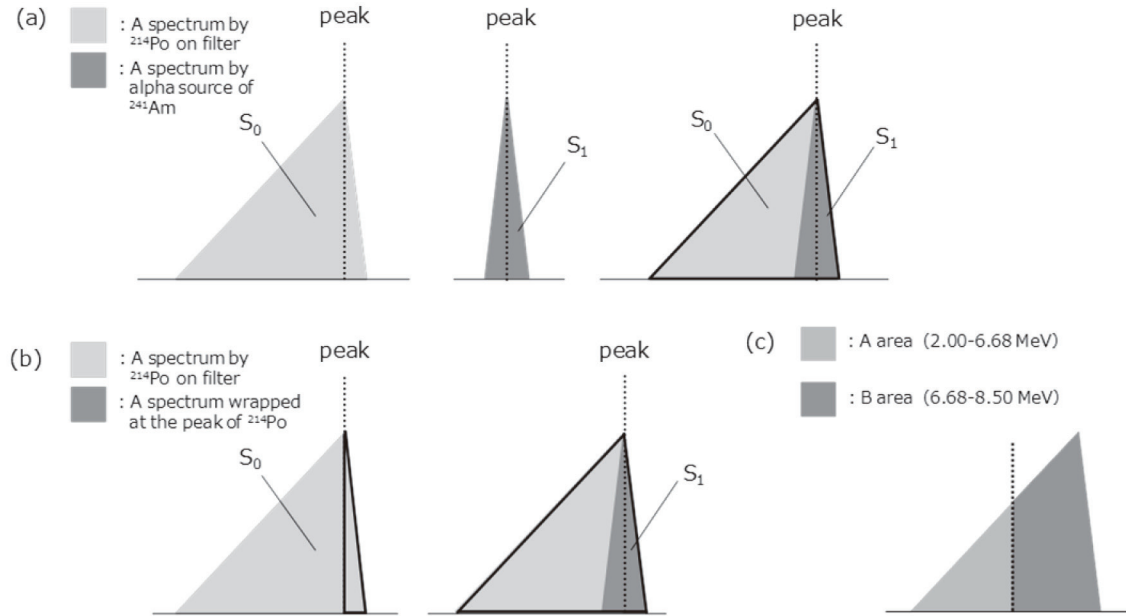 (a)
: A spectrum by
²¹⁴Po on filter
: A spectrum by
alpha source of
²⁴¹Am
peak
S₀
peak
S₁
peak
S₀
S₁
(b)
: A spectrum by
²¹⁴Po on filter
: A spectrum wrapped
at the peak of ²¹⁴Po
peak
S₀
peak
S₁
(c)
: A area (2.00-6.68 MeV)
: B area (6.68-8.50 MeV)